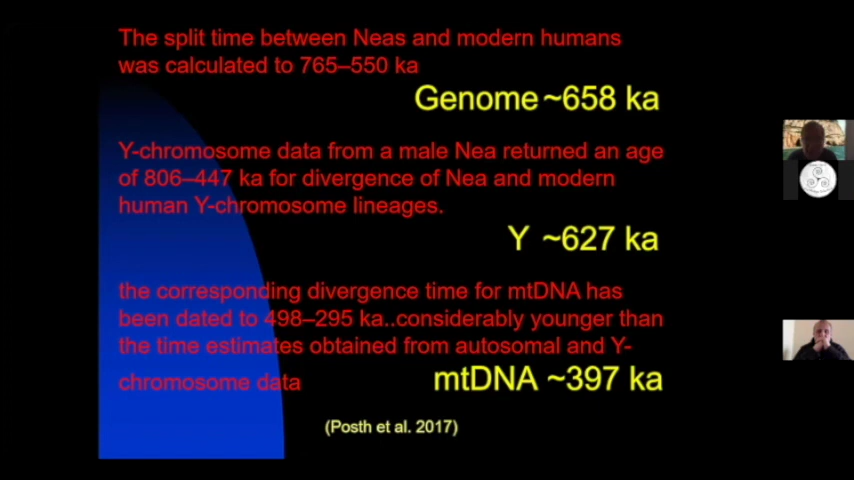 The split time between Neas and modern humans
was calculated to 765–550 ka
Genome ~658 ka
Y-chromosome data from a male Nea returned an age
of 806–447 ka for divergence of Nea and modern
human Y-chromosome lineages.
Y ~627 ka
the corresponding divergence time for mtDNA has
been dated to 498–295 ka..considerably younger than
the time estimates obtained from autosomal and Y-
chromosome data
mtDNA ~397 ka
(Posth et al. 2017)